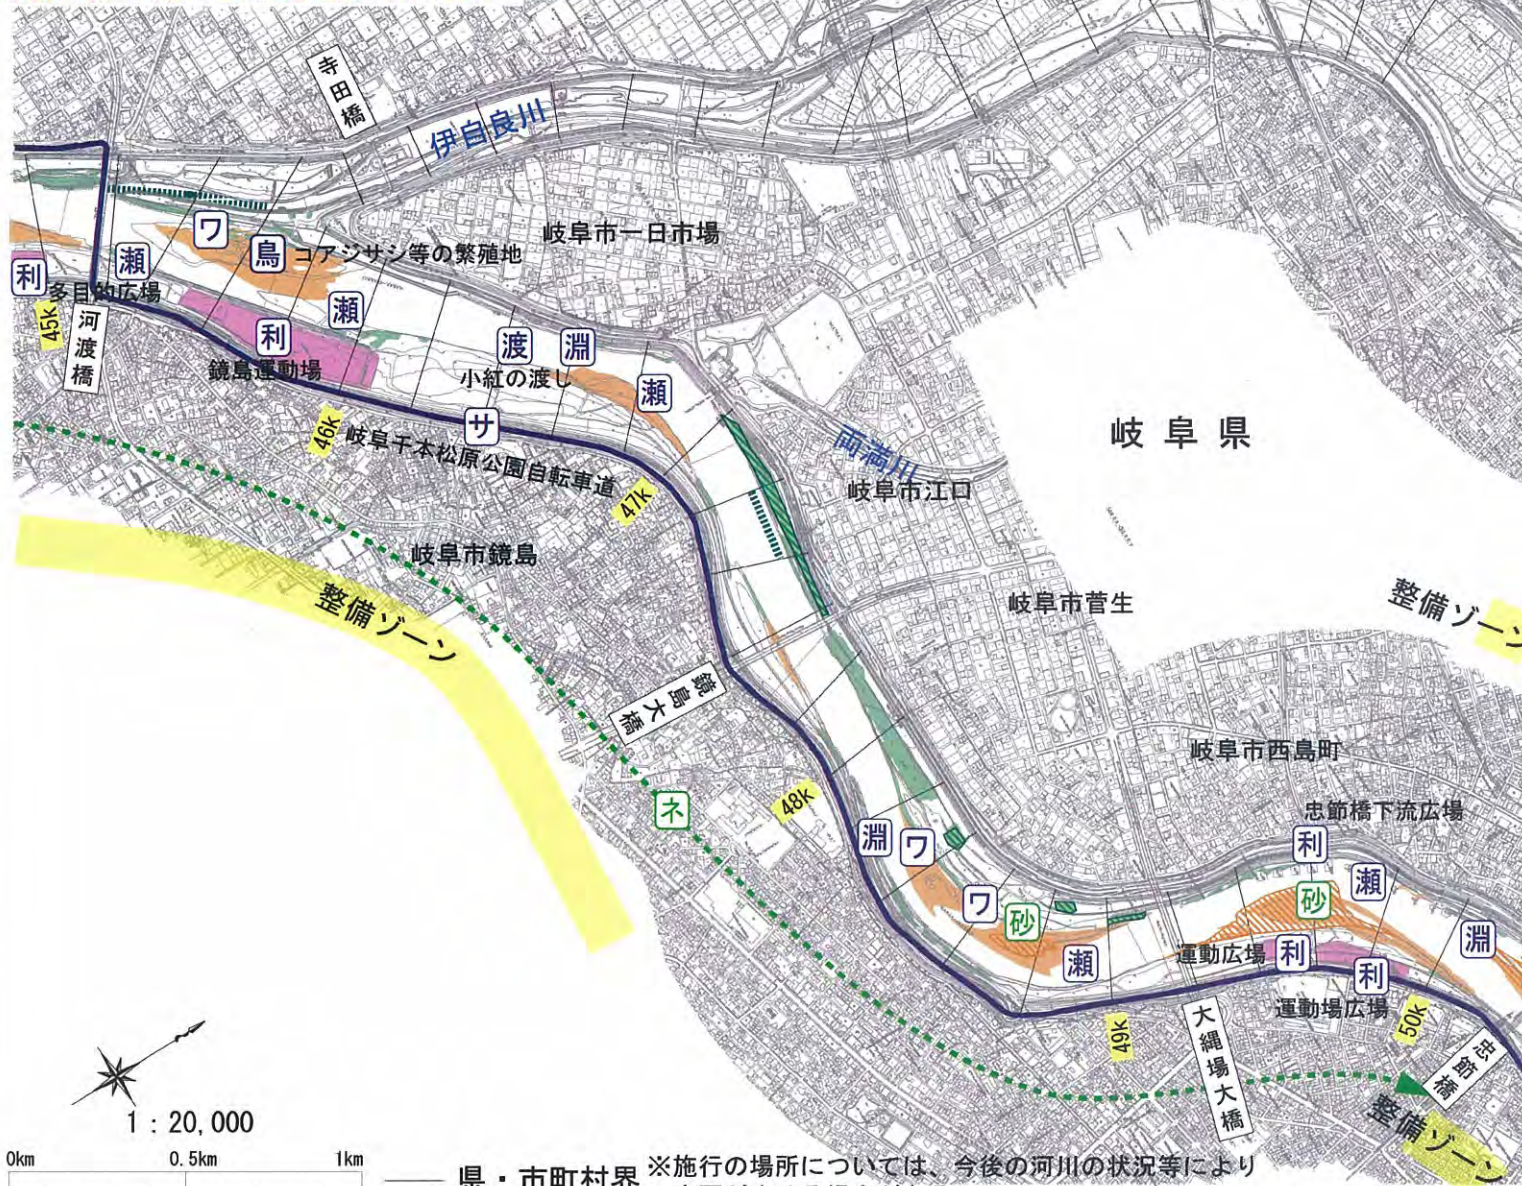 寺田橋
伊自良川
岐阜市一日市場
ワ
鳥
コアジサシ等の繁殖地
瀬
利
多目的広場
45k
河渡橋
瀬
利
鏡島運動場
渡
淵
小紅の渡し
瀬
46k
サ
岐阜千本松原公園自転車道
47k
両満川
岐阜市江口
岐阜県
岐阜市鏡島
整備ゾーン
岐阜市菅生
整備ゾーン
鏡島大橋
岐阜市西島町
ネ
48k
忠節橋下流広場
淵
ワ
利
瀬
ワ
砂
砂
瀬
運動広場
利
利
淵
運動場広場
49k
大縄場大橋
50k
忠節橋
整備ゾーン
1：20,000
0km 0.5km 1km
県・市町村界
※施行の場所については、今後の河川の状況等により